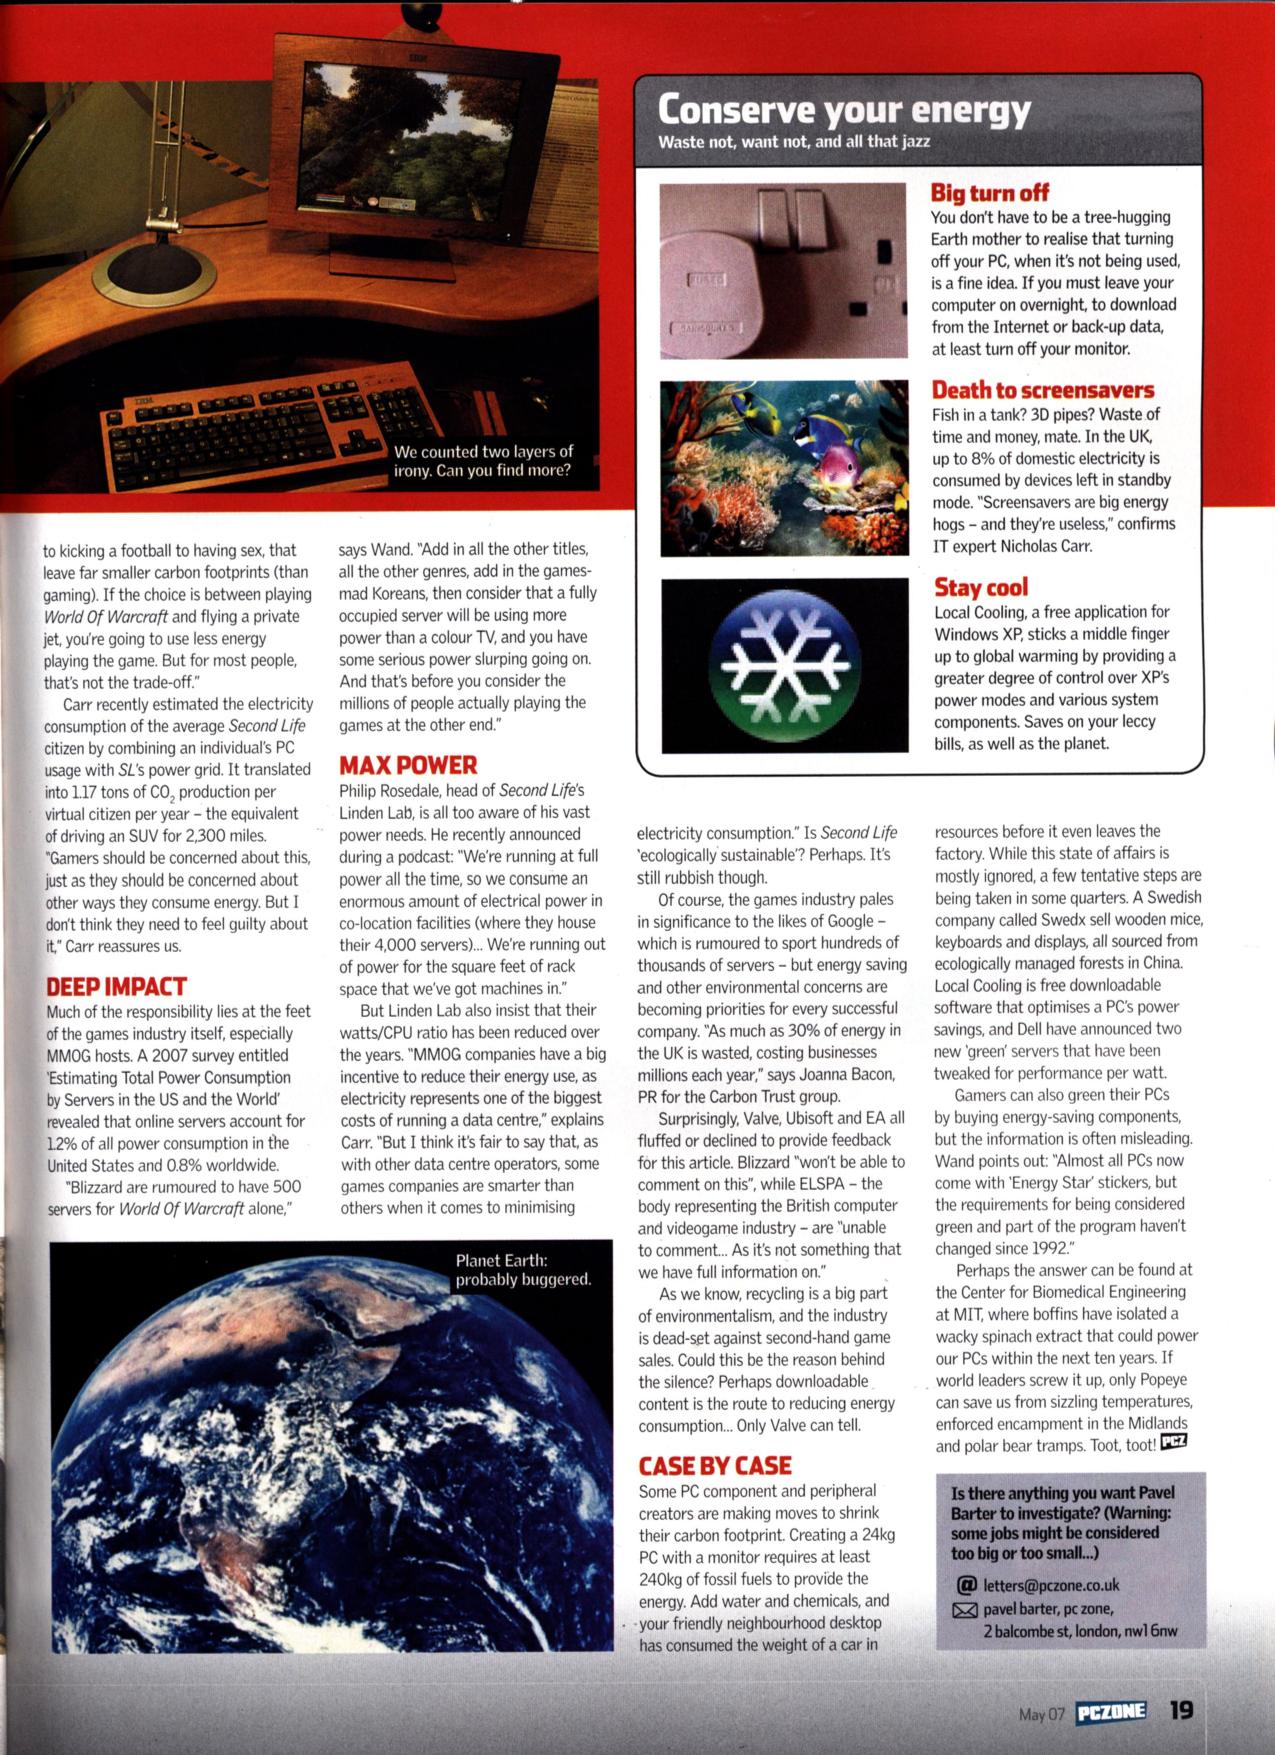 IBM
IBM
We counted two layers of
irony. Can you find more?
Conserve your energy
Waste not, want not, and all that jazz
FUSED
SAINSBURY'S
Big turn off
You don't have to be a tree-hugging
Earth mother to realise that turning
off your PC, when it's not being used,
is a fine idea. If you must leave your
computer on overnight, to download
from the Internet or back-up data,
at least turn off your monitor.
Death to screensavers
Fish in a tank? 3D pipes? Waste of
time and money, mate. In the UK,
up to 8% of domestic electricity is
consumed by devices left in standby
mode. "Screensavers are big energy
hogs – and they're useless," confirms
IT expert Nicholas Carr.
Stay cool
Local Cooling, a free application for
Windows XP, sticks a middle finger
up to global warming by providing a
greater degree of control over XP's
power modes and various system
components. Saves on your leccy
bills, as well as the planet.
to kicking a football to having sex, that
leave far smaller carbon footprints (than
gaming). If the choice is between playing
World Of Warcraft and flying a private
jet, you're going to use less energy
playing the game. But for most people,
that's not the trade-off."
Carr recently estimated the electricity
consumption of the average Second Life
citizen by combining an individual's PC
usage with SL's power grid. It translated
into 1.17 tons of CO₂ production per
virtual citizen per year – the equivalent
of driving an SUV for 2,300 miles.
"Gamers should be concerned about this,
just as they should be concerned about
other ways they consume energy. But I
don't think they need to feel guilty about
it," Carr reassures us.
DEEP IMPACT
Much of the responsibility lies at the feet
of the games industry itself, especially
MMOG hosts. A 2007 survey entitled
'Estimating Total Power Consumption
by Servers in the US and the World'
revealed that online servers account for
1.2% of all power consumption in the
United States and 0.8% worldwide.
"Blizzard are rumoured to have 500
servers for World Of Warcraft alone,"
says Wand. "Add in all the other titles,
all the other genres, add in the games-
mad Koreans, then consider that a fully
occupied server will be using more
power than a colour TV, and you have
some serious power slurping going on.
And that's before you consider the
millions of people actually playing the
games at the other end."
MAX POWER
Philip Rosedale, head of Second Life's
Linden Lab, is all too aware of his vast
power needs. He recently announced
during a podcast: "We're running at full
power all the time, so we consume an
enormous amount of electrical power in
co-location facilities (where they house
their 4,000 servers)... We're running out
of power for the square feet of rack
space that we've got machines in."
But Linden Lab also insist that their
watts/CPU ratio has been reduced over
the years. "MMOG companies have a big
incentive to reduce their energy use, as
electricity represents one of the biggest
costs of running a data centre," explains
Carr. "But I think it's fair to say that, as
with other data centre operators, some
games companies are smarter than
others when it comes to minimising
Planet Earth:
probably buggered.
electricity consumption." Is Second Life
'ecologically sustainable'? Perhaps. It's
still rubbish though.
Of course, the games industry pales
in significance to the likes of Google –
which is rumoured to sport hundreds of
thousands of servers – but energy saving
and other environmental concerns are
becoming priorities for every successful
company. "As much as 30% of energy in
the UK is wasted, costing businesses
millions each year," says Joanna Bacon,
PR for the Carbon Trust group.
Surprisingly, Valve, Ubisoft and EA all
fluffed or declined to provide feedback
for this article. Blizzard "won't be able to
comment on this", while ELSPA – the
body representing the British computer
and videogame industry – are "unable
to comment... As it's not something that
we have full information on."
As we know, recycling is a big part
of environmentalism, and the industry
is dead-set against second-hand game
sales. Could this be the reason behind
the silence? Perhaps downloadable
content is the route to reducing energy
consumption... Only Valve can tell.
CASE BY CASE
Some PC component and peripheral
creators are making moves to shrink
their carbon footprint. Creating a 24kg
PC with a monitor requires at least
240kg of fossil fuels to provide the
energy. Add water and chemicals, and
your friendly neighbourhood desktop
has consumed the weight of a car in
resources before it even leaves the
factory. While this state of affairs is
mostly ignored, a few tentative steps are
being taken in some quarters. A Swedish
company called Swedx sell wooden mice,
keyboards and displays, all sourced from
ecologically managed forests in China.
Local Cooling is free downloadable
software that optimises a PC's power
savings, and Dell have announced two
new 'green' servers that have been
tweaked for performance per watt.
Gamers can also green their PCs
by buying energy-saving components,
but the information is often misleading.
Wand points out: "Almost all PCs now
come with 'Energy Star' stickers, but
the requirements for being considered
green and part of the program haven't
changed since 1992."
Perhaps the answer can be found at
the Center for Biomedical Engineering
at MIT, where boffins have isolated a
wacky spinach extract that could power
our PCs within the next ten years. If
world leaders screw it up, only Popeye
can save us from sizzling temperatures,
enforced encampment in the Midlands
and polar bear tramps. Toot, toot! PCZ
Is there anything you want Pavel
Barter to investigate? (Warning:
some jobs might be considered
too big or too small...)
@ letters@pczone.co.uk
pavel barter, pc zone,
2 balcombe st, london, nw1 6nw
May 07 PCZONE 19